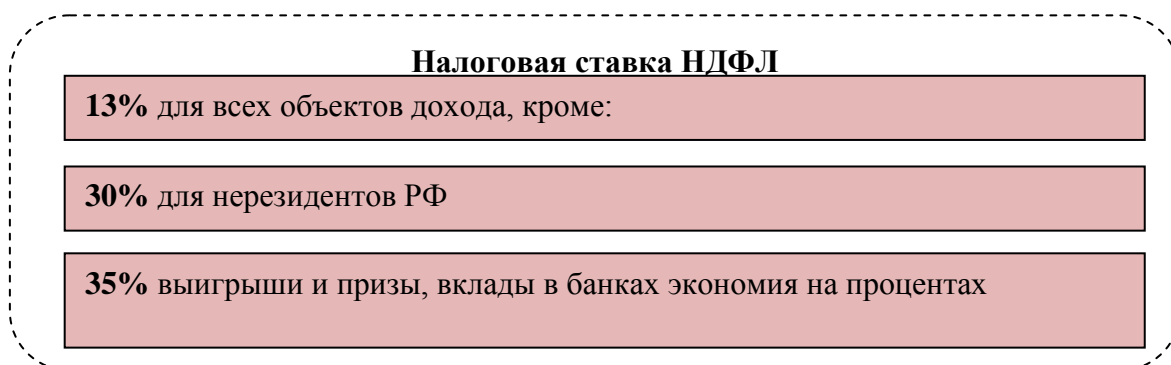 Налоговая ставка НДФЛ
13% для всех объектов дохода, кроме:
30% для нерезидентов РФ
35% выигрыши и призы, вклады в банках экономия на процентах